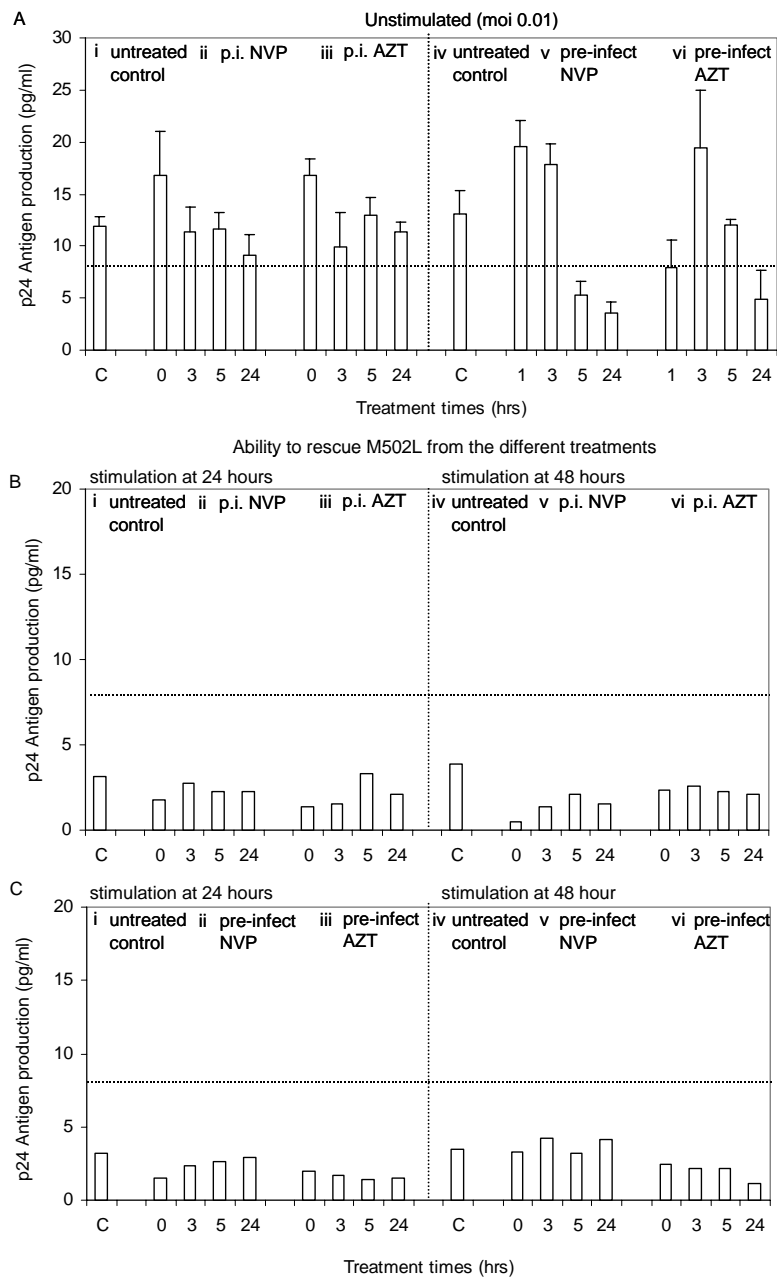 A
Unstimulated (moi 0.01)
30
i untreated control ii p.i. NVP iii p.i. AZT iv untreated control v pre-infect NVP vi pre-infect AZT
25
20
15
10
5
0
p24 Antigen production (pg/ml)
C 0 3 5 24 0 3 5 24 C 1 3 5 24 1 3 5 24
Treatment times (hrs)
Ability to rescue M502L from the different treatments
B
stimulation at 24 hours stimulation at 48 hours
20
i untreated control ii p.i. NVP iii p.i. AZT iv untreated control v p.i. NVP vi p.i. AZT
15
10
5
0
p24 Antigen production (pg/ml)
C 0 3 5 24 0 3 5 24 C 0 3 5 24 0 3 5 24
C
stimulation at 24 hours stimulation at 48 hour
20
i untreated control ii pre-infect NVP iii pre-infect AZT iv untreated control v pre-infect NVP vi pre-infect AZT
15
10
5
0
p24 Antigen production (pg/ml)
C 0 3 5 24 0 3 5 24 C 0 3 5 24 0 3 5 24
Treatment times (hrs)